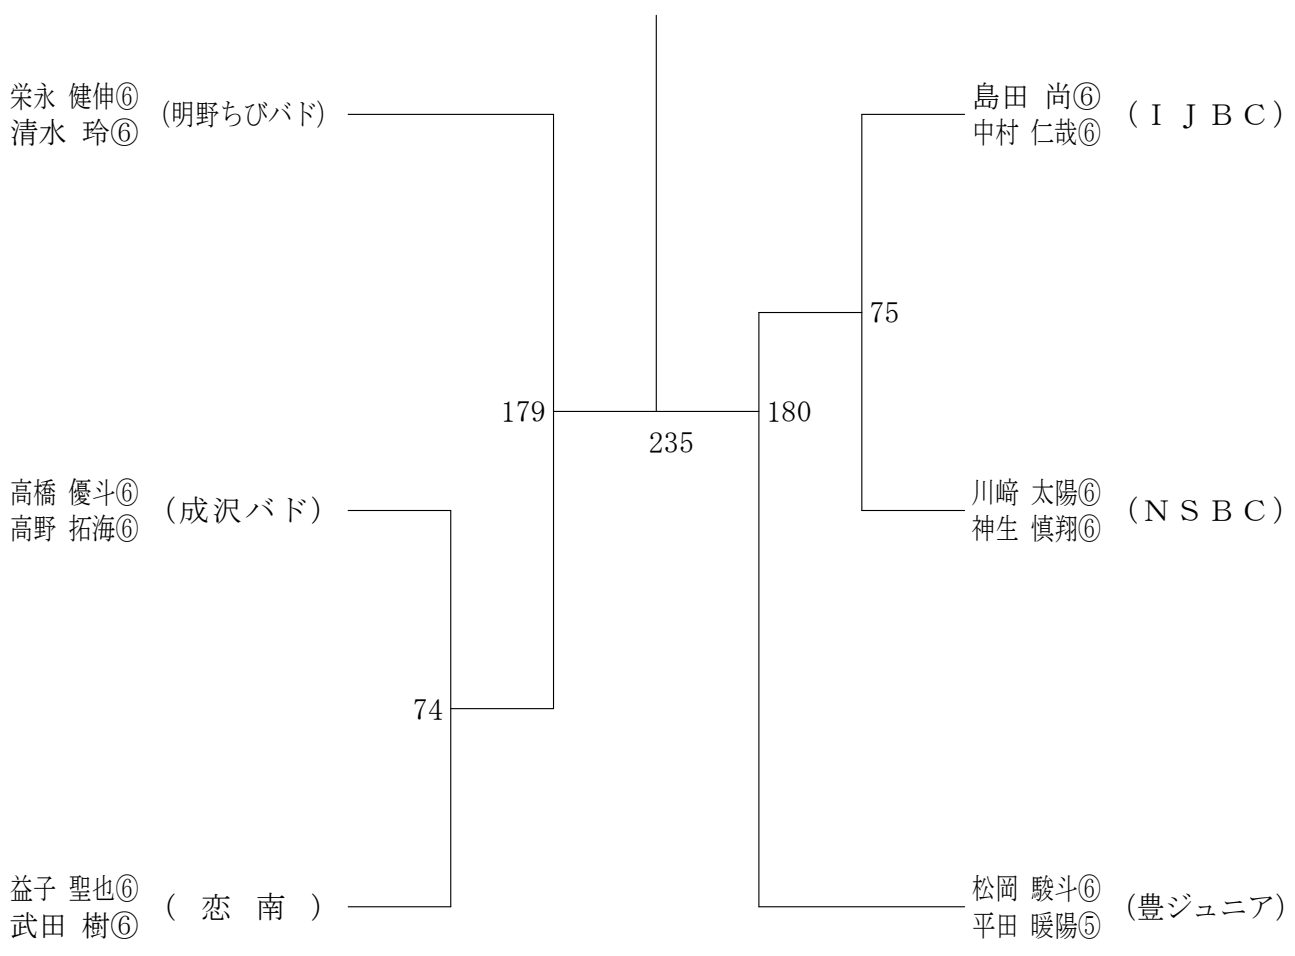 栄永 健伸⑥
清水 玲⑥
(明野ちびバド)
島田 尚⑥
中村 仁哉⑥
(ＩＪＢＣ)
75
179
180
235
高橋 優斗⑥
高野 拓海⑥
(成沢バド)
川﨑 太陽⑥
神生 慎翔⑥
(ＮＳＢＣ)
74
益子 聖也⑥
武田 樹⑥
(恋南)
松岡 駿斗⑥
平田 暖陽⑤
(豊ジュニア)